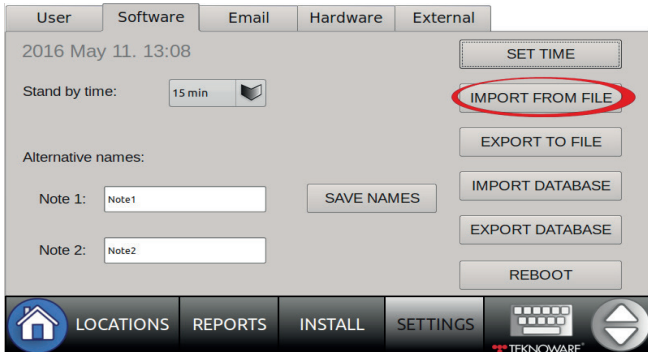 User Software Email Hardware External
2016 May 11. 13:08
SET TIME
Stand by time:
15 min
IMPORT FROM FILE
EXPORT TO FILE
Alternative names:
IMPORT DATABASE
Note 1:
Note1
SAVE NAMES
EXPORT DATABASE
Note 2:
Note2
REBOOT
LOCATIONS REPORTS INSTALL SETTINGS
TEKNOWARE